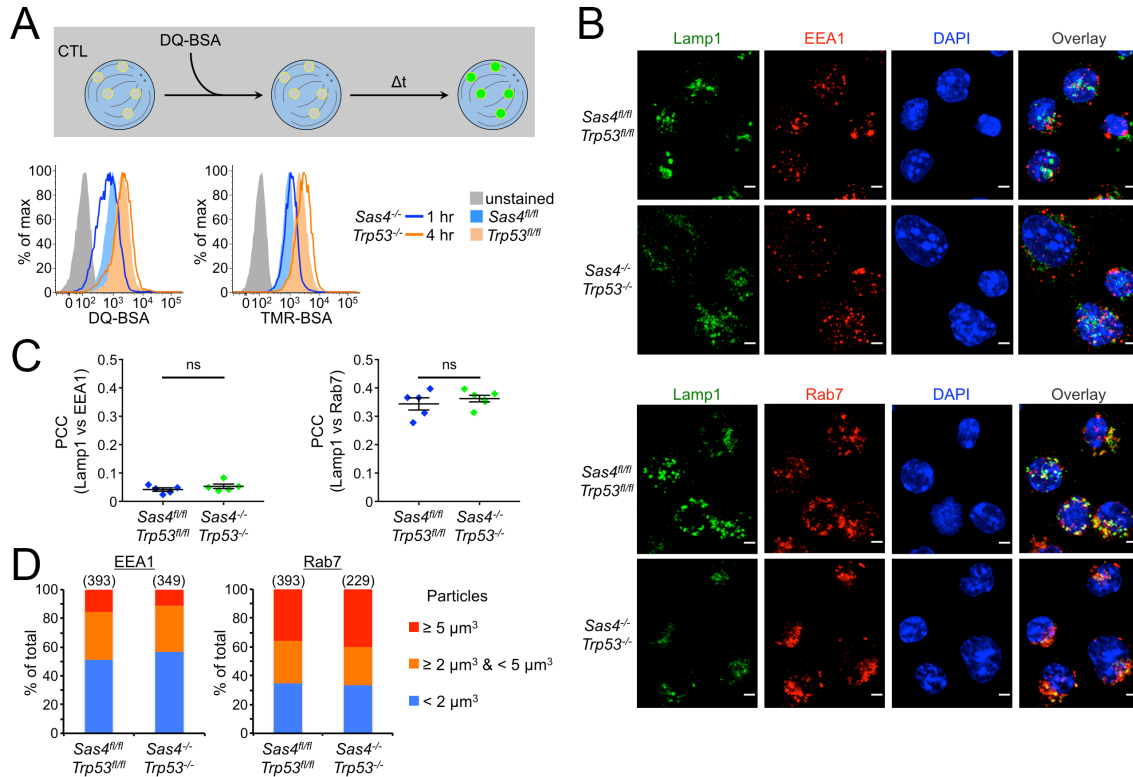 A
CTL
DQ-BSA
Δt
% of max
100
80
60
40
20
0
0 10² 10³ 10⁴ 10⁵
DQ-BSA
% of max
100
80
60
40
20
0
0 10² 10³ 10⁴ 10⁵
TMR-BSA
unstained
Sas4-/- 1 hr Sas4fl/fl
Trp53-/- 4 hr Trp53fl/fl
B
Lamp1 EEA1 DAPI Overlay
Sas4fl/fl
Trp53fl/fl
Sas4-/-
Trp53-/-
Lamp1 Rab7 DAPI Overlay
Sas4fl/fl
Trp53fl/fl
Sas4-/-
Trp53-/-
C
PCC
(Lamp1 vs EEA1)
0.5
0.4
0.3
0.2
0.1
0
ns
Sas4fl/fl Sas4-/-
Trp53fl/fl Trp53-/-
PCC
(Lamp1 vs Rab7)
0.5
0.4
0.3
0.2
0.1
0
ns
Sas4fl/fl Sas4-/-
Trp53fl/fl Trp53-/-
D
EEA1
(393) (349)
% of total
100
80
60
40
20
0
Sas4fl/fl Sas4-/-
Trp53fl/fl Trp53-/-
Rab7
(393) (229)
% of total
100
80
60
40
20
0
Sas4fl/fl Sas4-/-
Trp53fl/fl Trp53-/-
Particles
≥ 5 µm³
≥ 2 µm³ & < 5 µm³
< 2 µm³